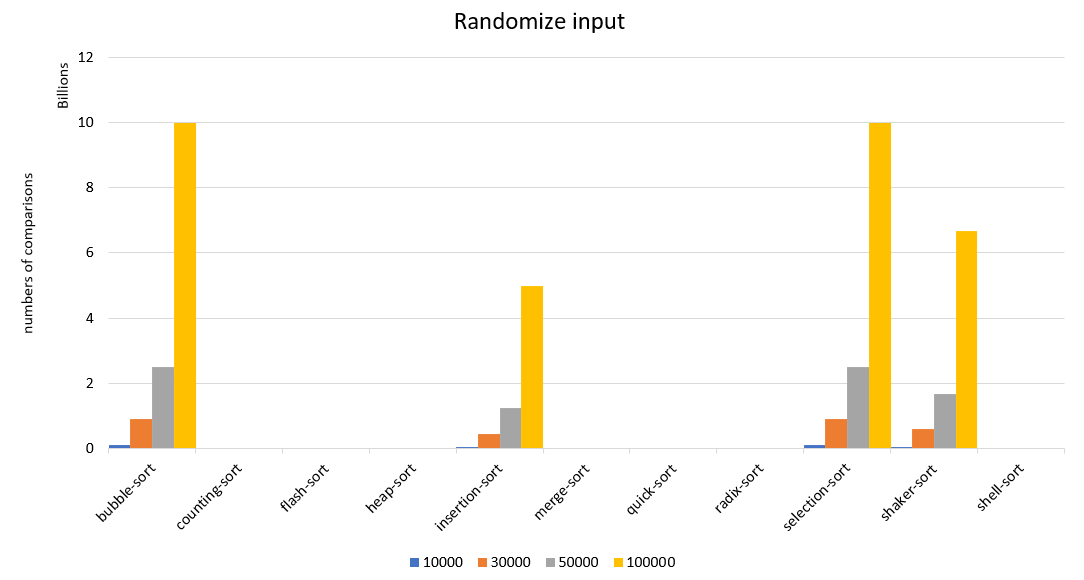 Randomize input
Billions
numbers of comparisons
12
10
8
6
4
2
0
bubble-sort
counting-sort
flash-sort
heap-sort
insertion-sort
merge-sort
quick-sort
radix-sort
selection-sort
shaker-sort
shell-sort
10000 30000 50000 100000